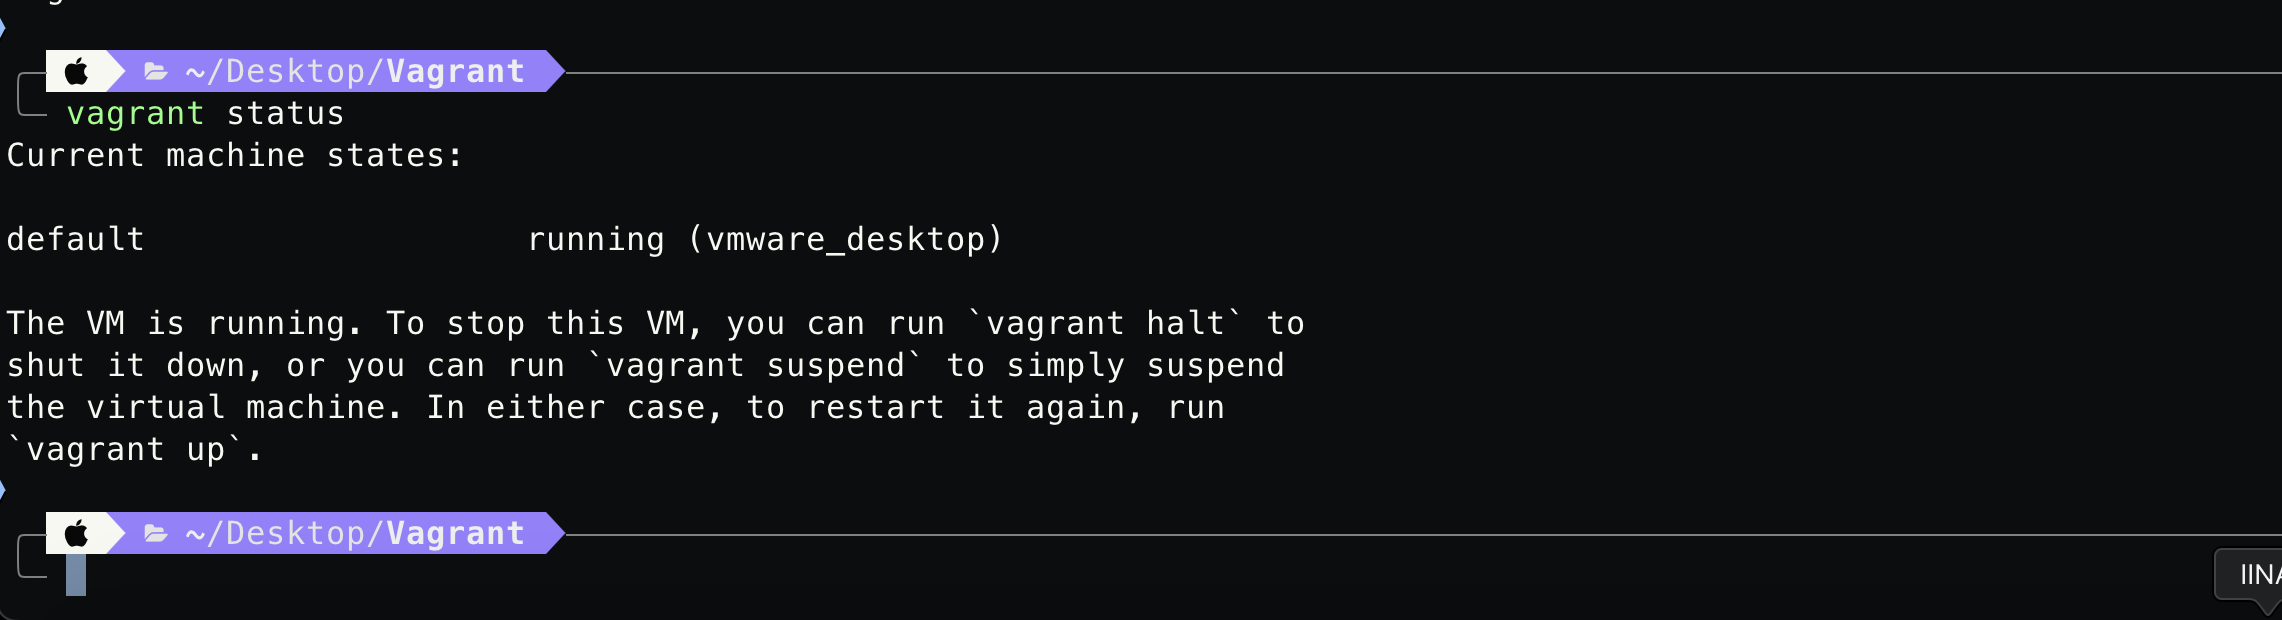 ~/Desktop/Vagrant
vagrant status
Current machine states:
default                   running (vmware_desktop)
The VM is running. To stop this VM, you can run `vagrant halt` to
shut it down, or you can run `vagrant suspend` to simply suspend
the virtual machine. In either case, to restart it again, run
`vagrant up`.
~/Desktop/Vagrant